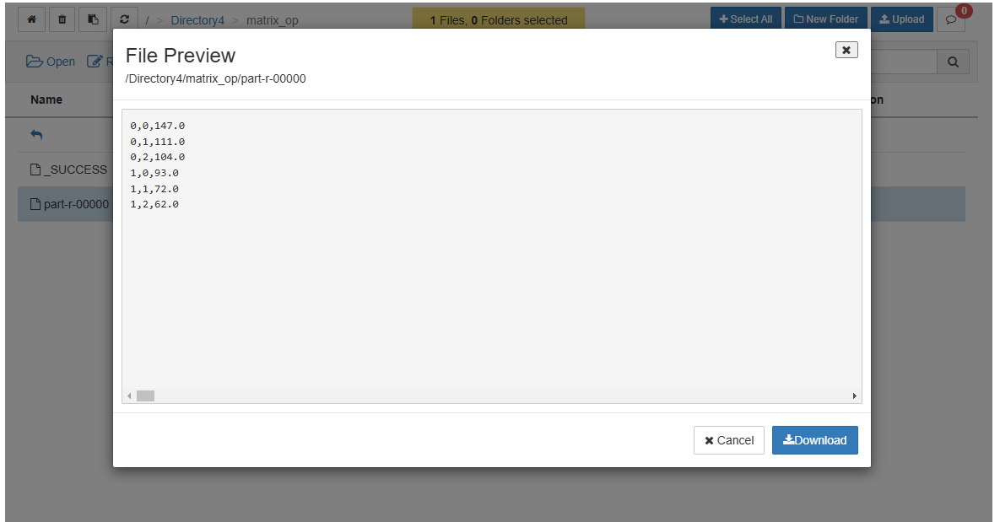 / > Directory4 > matrix_op
1 Files, 0 Folders selected
Select All
New Folder
Upload
0
Open
R
File Preview
/Directory4/matrix_op/part-r-00000
Name
on
0,0,147.0
0,1,111.0
0,2,104.0
1,0,93.0
1,1,72.0
1,2,62.0
_SUCCESS
part-r-00000
Cancel
Download